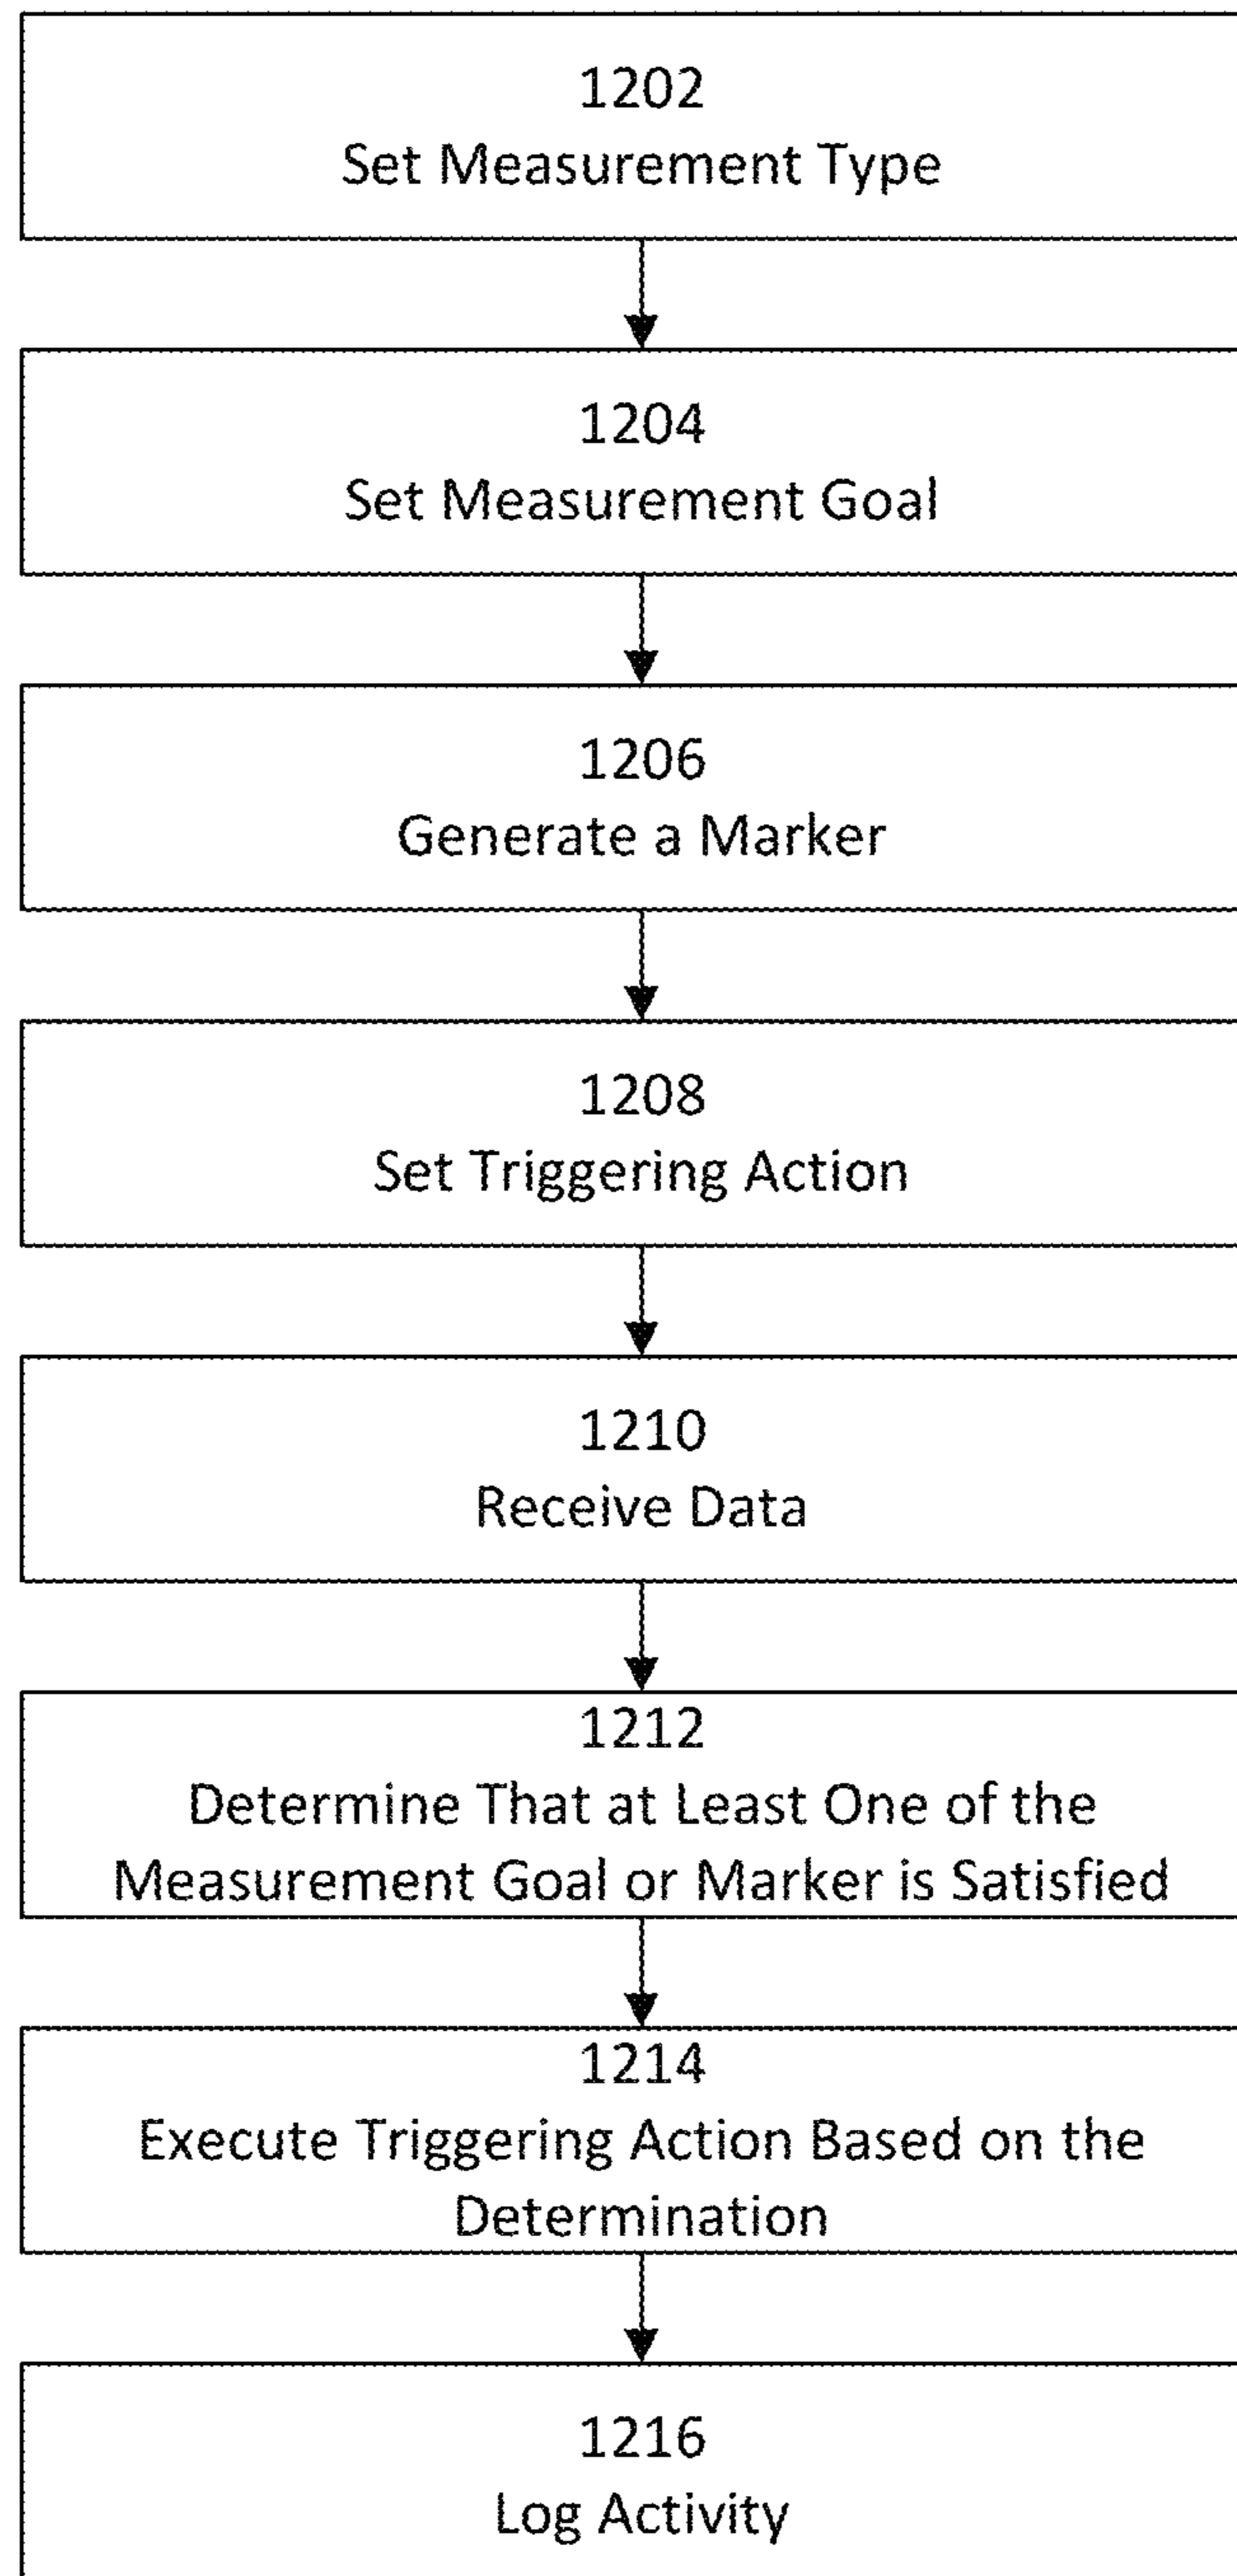 1202
Set Measurement Type
1204
Set Measurement Goal
1206
Generate a Marker
1208
Set Triggering Action
1210
Receive Data
1212
Determine That at Least One of the
Measurement Goal or Marker is Satisfied
1214
Execute Triggering Action Based on the
Determination
1216
Log Activity